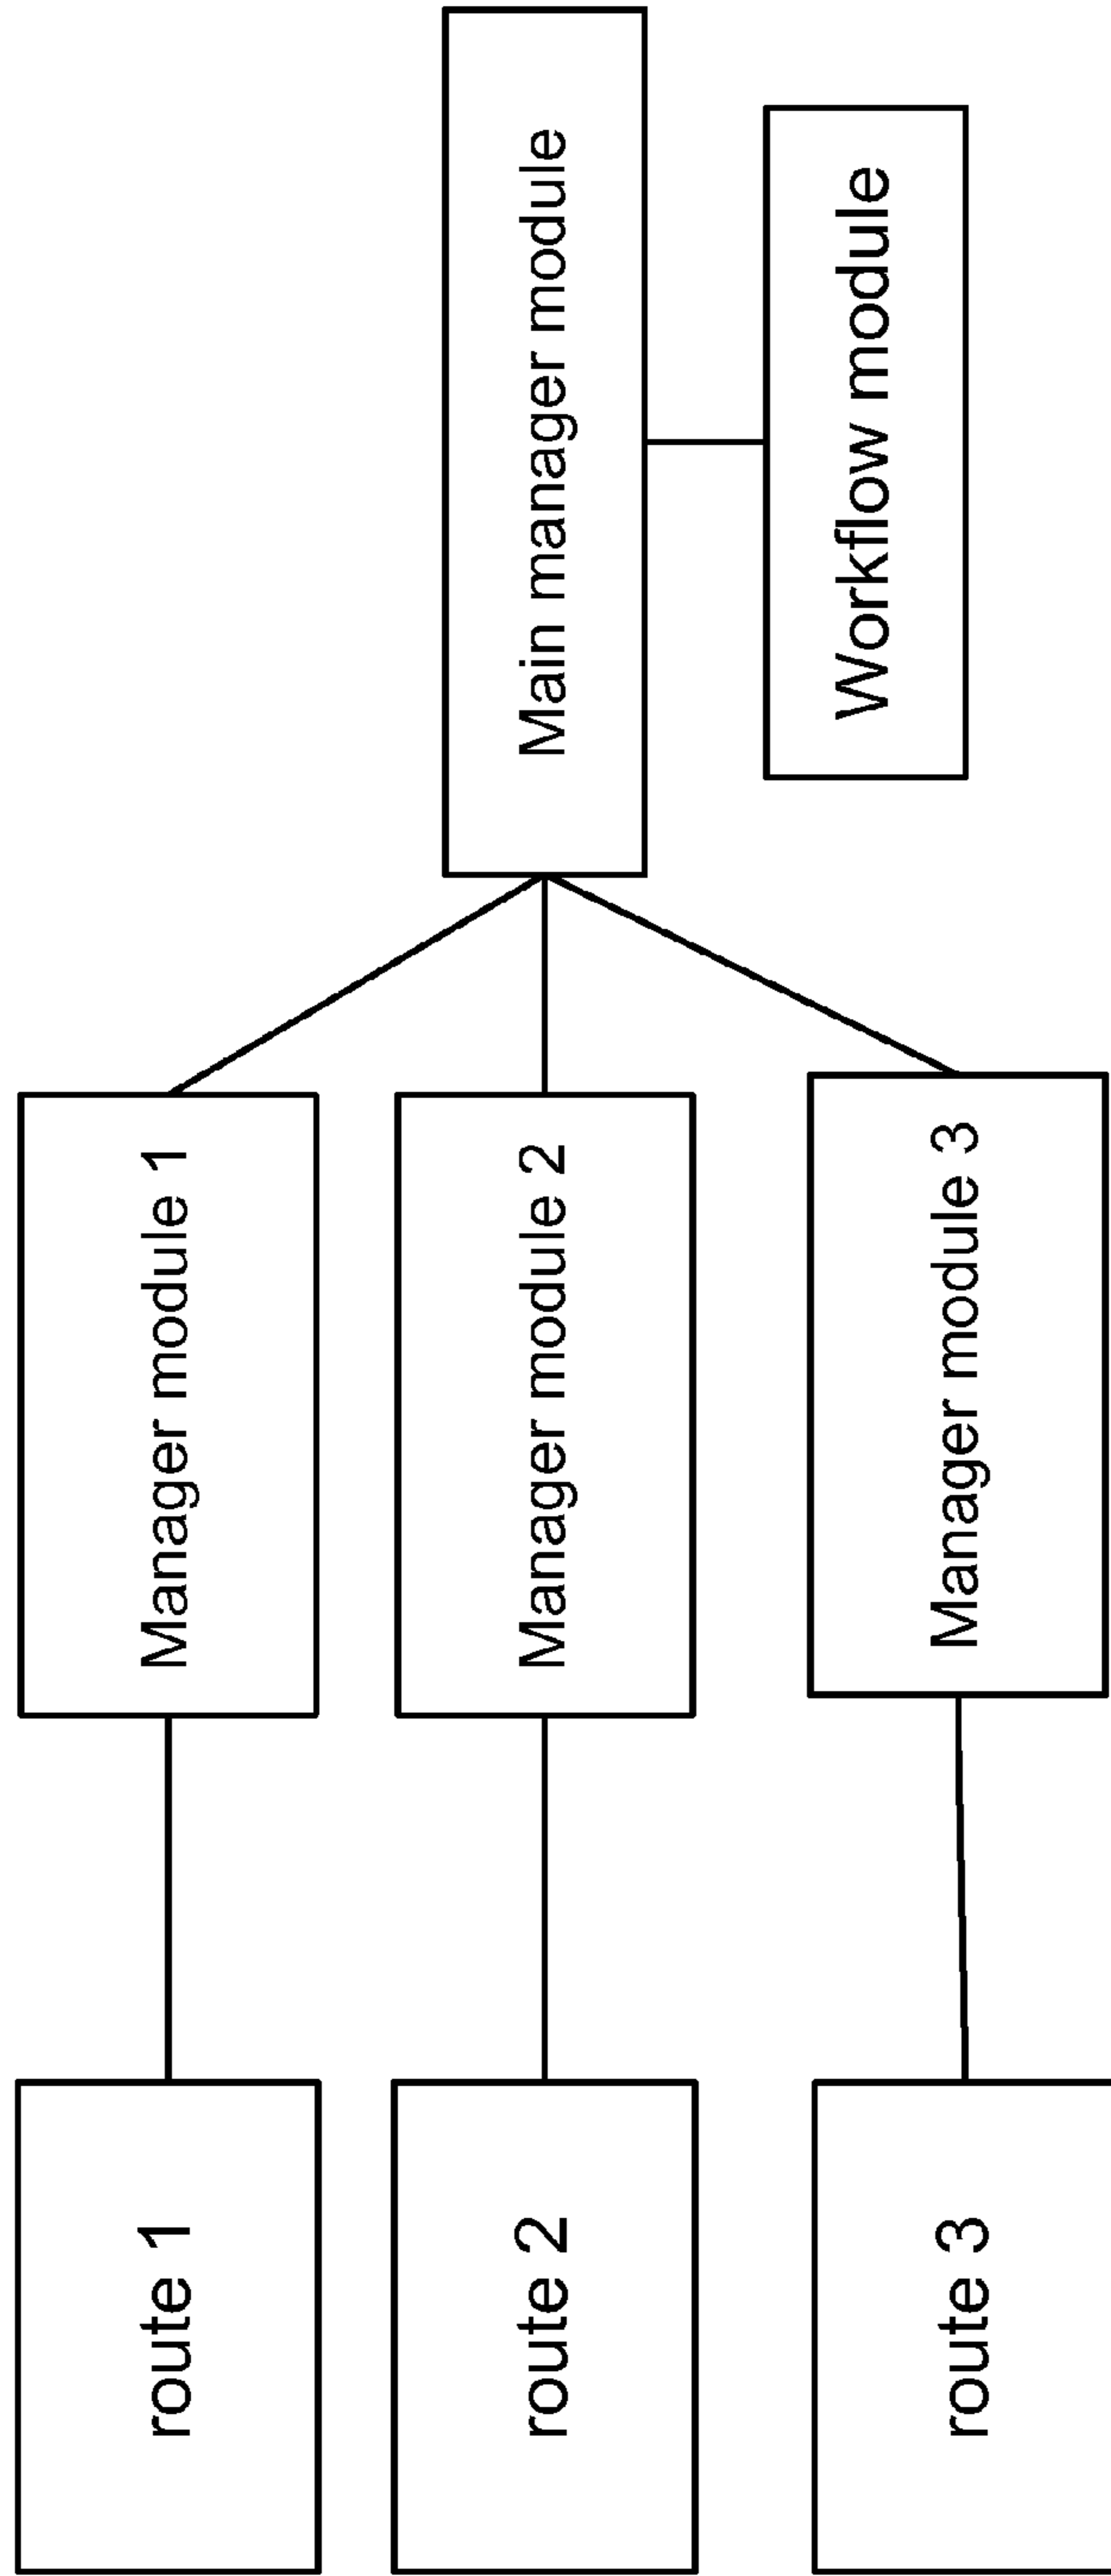 Main manager module
Workflow module
Manager module 1
Manager module 2
Manager module 3
route 1
route 2
route 3